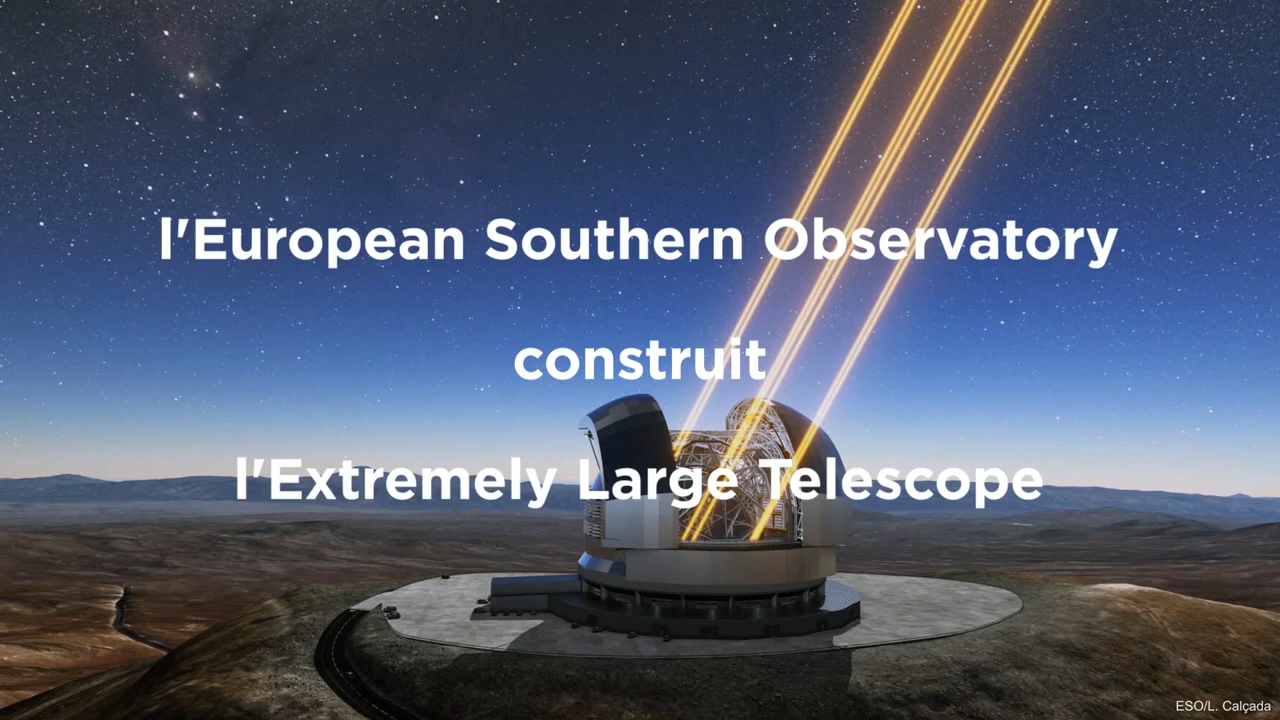 l'European Southern Observatory
construit
l'Extremely Large Telescope
ESO/L. Calçada